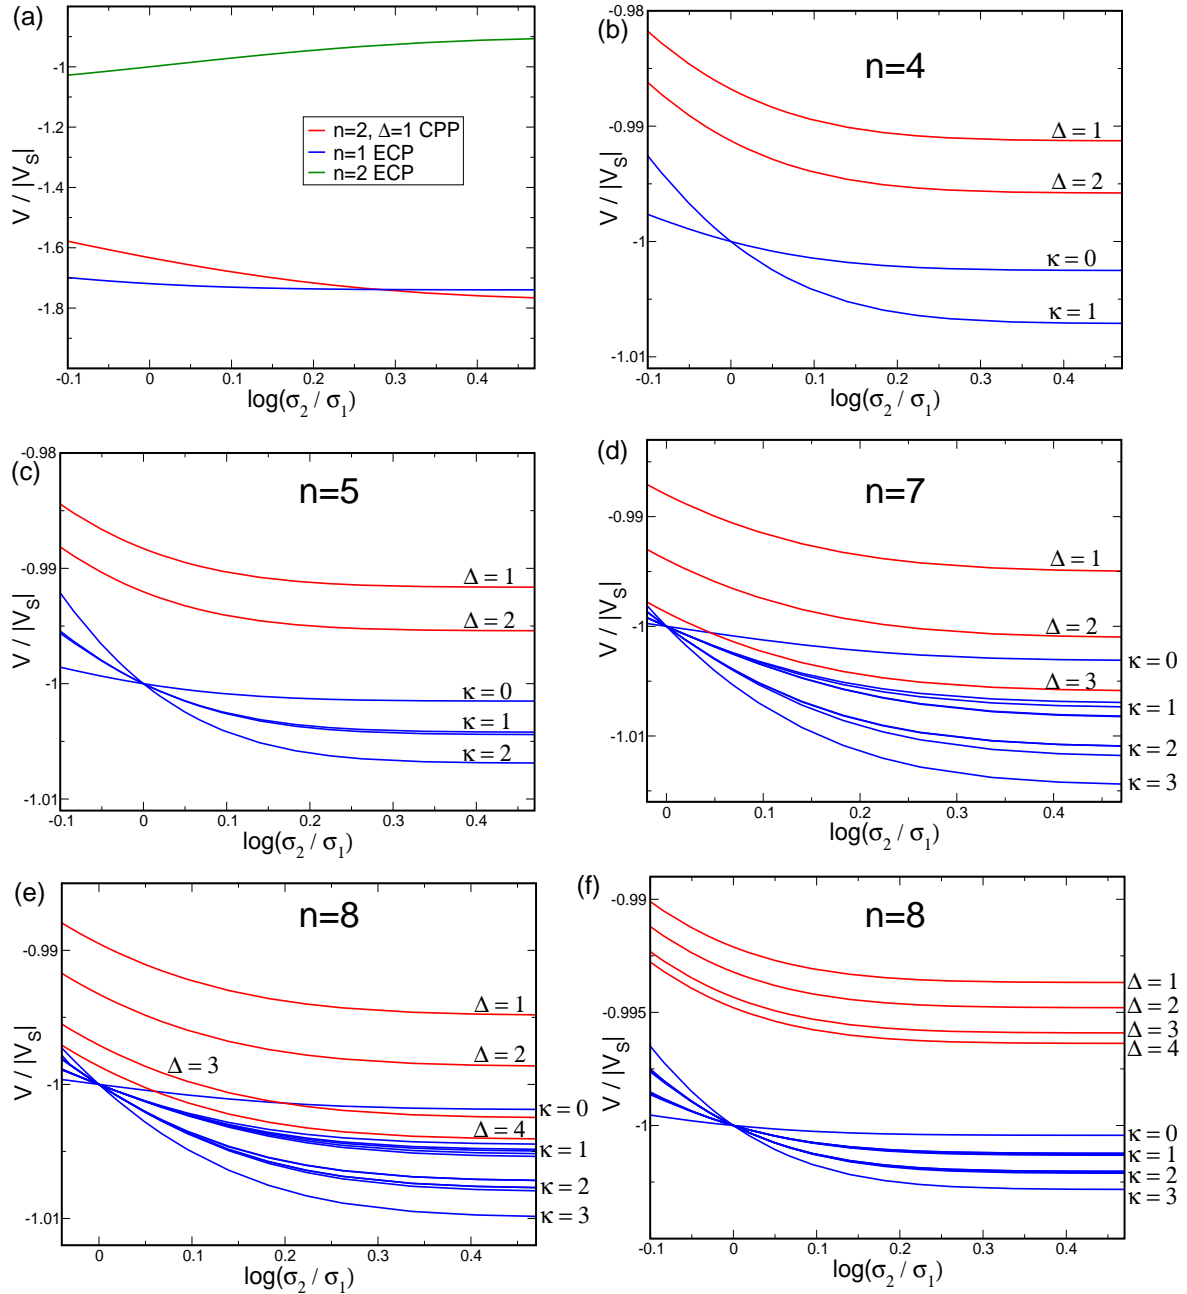 (a)
-1
-1.2
-1.4
-1.6
-1.8
V / |V_S|
n=2, Δ=1 CPP
n=1 ECP
n=2 ECP
-0.1 0 0.1 0.2 0.3 0.4
log(σ_2 / σ_1)
(b)
n=4
-0.98
-0.99
-1
-1.01
V / |V_S|
Δ = 1
Δ = 2
κ = 0
κ = 1
-0.1 0 0.1 0.2 0.3 0.4
log(σ_2 / σ_1)
(c)
n=5
-0.98
-0.99
-1
-1.01
V / |V_S|
Δ = 1
Δ = 2
κ = 0
κ = 1
κ = 2
-0.1 0 0.1 0.2 0.3 0.4
log(σ_2 / σ_1)
(d)
n=7
-0.99
-1
-1.01
V / |V_S|
Δ = 1
Δ = 2
Δ = 3
κ = 0
κ = 1
κ = 2
κ = 3
0 0.1 0.2 0.3 0.4
log(σ_2 / σ_1)
(e)
n=8
-0.99
-1
-1.01
V / |V_S|
Δ = 1
Δ = 2
Δ = 3
Δ = 4
κ = 0
κ = 1
κ = 2
κ = 3
0 0.1 0.2 0.3 0.4
log(σ_2 / σ_1)
(f)
n=8
-0.99
-0.995
-1
V / |V_S|
Δ = 1
Δ = 2
Δ = 3
Δ = 4
κ = 0
κ = 1
κ = 2
κ = 3
-0.1 0 0.1 0.2 0.3 0.4
log(σ_2 / σ_1)